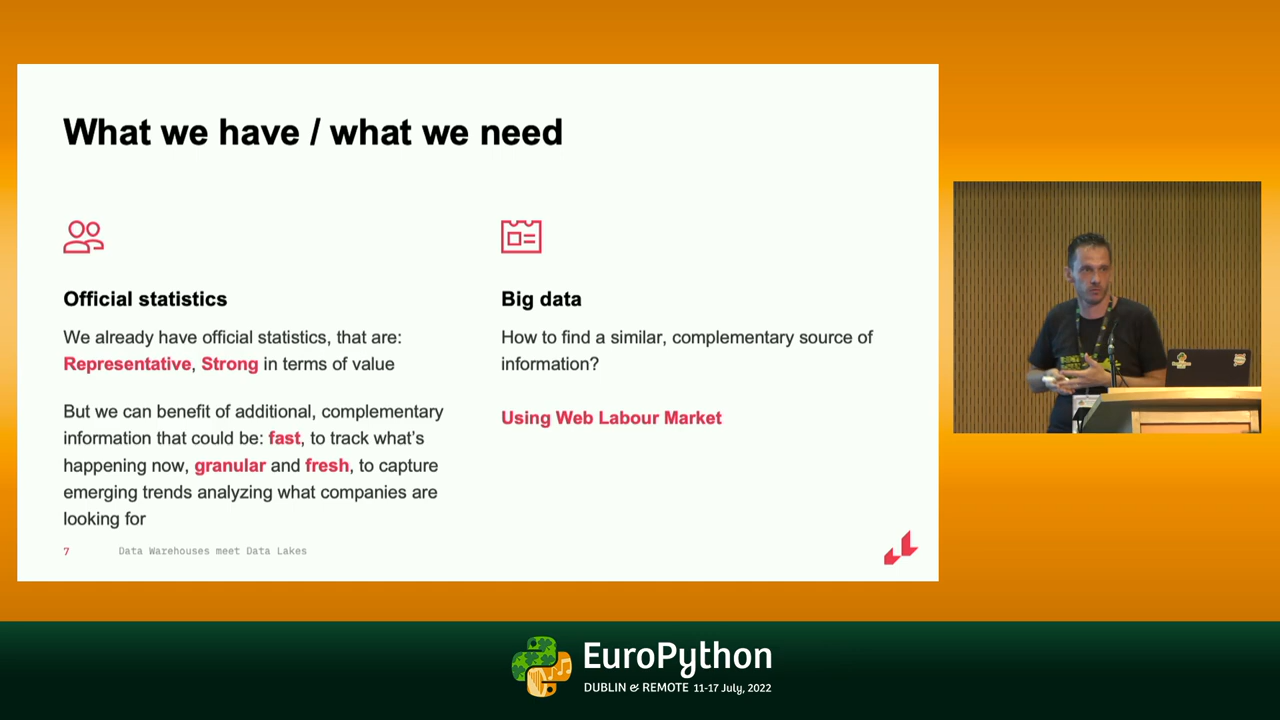 What we have / what we need
Official statistics
We already have official statistics, that are:
Representative, Strong in terms of value
But we can benefit of additional, complementary
information that could be: fast, to track what's
happening now, granular and fresh, to capture
emerging trends analyzing what companies are
looking for
Big data
How to find a similar, complementary source of
information?
Using Web Labour Market
7 Data Warehouses meet Data Lakes
EuroPython
DUBLIN & REMOTE 11-17 July, 2022